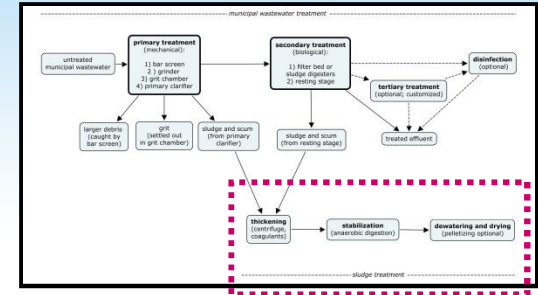 municipal wastewater treatment
untreated
municipal wastewater
primary treatment
(mechanical):
1) bar screen
2 ) grinder
3) grit chamber
4) primary clarifier
secondary treatment
(biological):
1) filter bed or
sludge digesters
2) resting stage
disinfection
(optional)
tertiary treatment
(optional; customized)
larger debris
(caught by
bar screen)
grit
(settled out
in grit chamber)
sludge and scum
(from primary
clarifier)
sludge and scum
(from resting stage)
treated effluent
thickening
(centrifuge,
coagulants)
stabilization
(anaerobic digestion)
dewatering and drying
(pelletizing optional)
sludge treatment